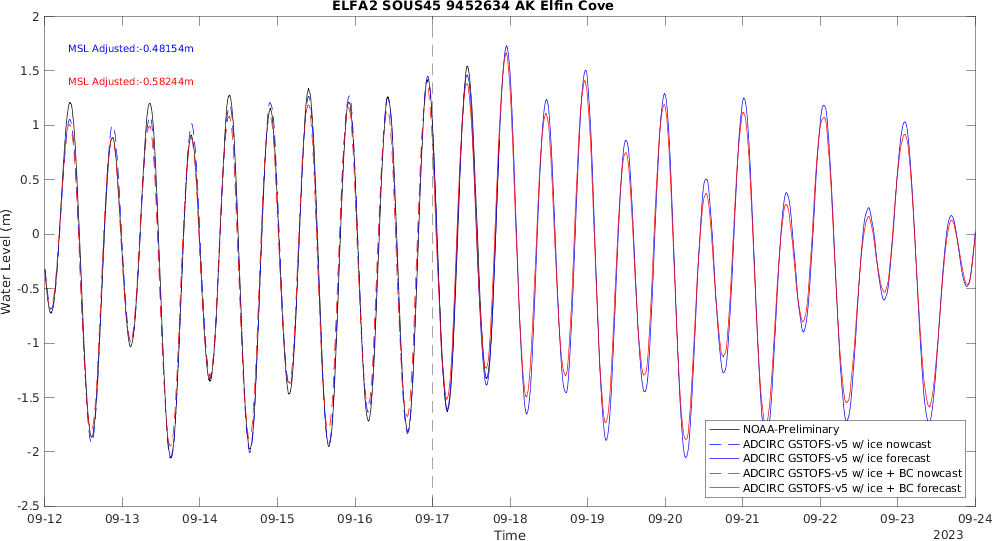 ELFA2 SOUS45 9452634 AK Elfin Cove
MSL Adjusted:-0.48154m
MSL Adjusted:-0.58244m
Water Level (m)
2
1.5
1
0.5
0
-0.5
-1
-1.5
-2
-2.5
NOAA-Preliminary
ADCIRC GSTOFS-v5 w/ ice nowcast
ADCIRC GSTOFS-v5 w/ ice forecast
ADCIRC GSTOFS-v5 w/ ice + BC nowcast
ADCIRC GSTOFS-v5 w/ ice + BC forecast
09-12 09-13 09-14 09-15 09-16 09-17 09-18 09-19 09-20 09-21 09-22 09-23 09-24
Time
2023